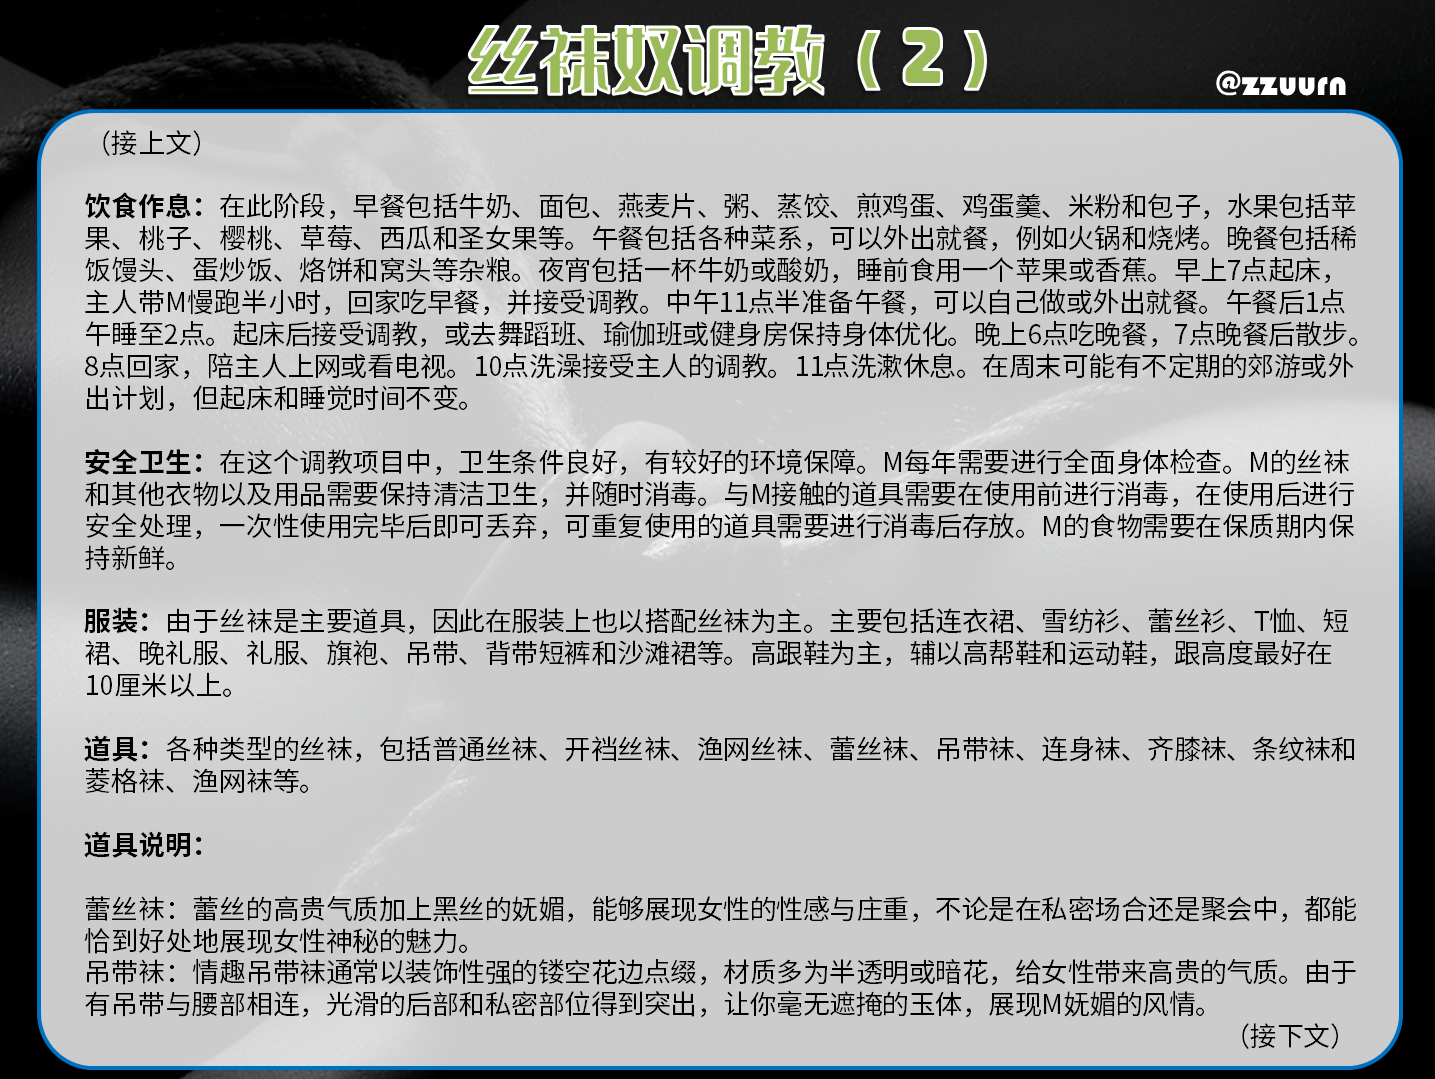 丝袜奴调教（2）
@zzuurn
（接上文）
饮食作息：在此阶段，早餐包括牛奶、面包、燕麦片、粥、蒸饺、煎鸡蛋、鸡蛋羹、米粉和包子，水果包括苹
果、桃子、樱桃、草莓、西瓜和圣女果等。午餐包括各种菜系，可以外出就餐，例如火锅和烧烤。晚餐包括稀
饭馒头、蛋炒饭、烙饼和窝头等杂粮。夜宵包括一杯牛奶或酸奶，睡前食用一个苹果或香蕉。早上7点起床，
主人带M慢跑半小时，回家吃早餐，并接受调教。中午11点半准备午餐，可以自己做或外出就餐。午餐后1点
午睡至2点。起床后接受调教，或去舞蹈班、瑜伽班或健身房保持身体优化。晚上6点吃晚餐，7点晚餐后散步。
8点回家，陪主人上网或看电视。10点洗澡接受主人的调教。11点洗漱休息。在周末可能有不定期的郊游或外
出计划，但起床和睡觉时间不变。
安全卫生：在这个调教项目中，卫生条件良好，有较好的环境保障。M每年需要进行全面身体检查。M的丝袜
和其他衣物以及用品需要保持清洁卫生，并随时消毒。与M接触的道具需要在使用前进行消毒，在使用后进行
安全处理，一次性使用完毕后即可丢弃，可重复使用的道具需要进行消毒后存放。M的食物需要在保质期内保
持新鲜。
服装：由于丝袜是主要道具，因此在服装上也以搭配丝袜为主。主要包括连衣裙、雪纺衫、蕾丝衫、T恤、短
裙、晚礼服、礼服、旗袍、吊带、背带短裤和沙滩裙等。高跟鞋为主，辅以高帮鞋和运动鞋，跟高度最好在
10厘米以上。
道具：各种类型的丝袜，包括普通丝袜、开裆丝袜、渔网丝袜、蕾丝袜、吊带袜、连身袜、齐膝袜、条纹袜和
菱格袜、渔网袜等。
道具说明：
蕾丝袜：蕾丝的高贵气质加上黑丝的妩媚，能够展现女性的性感与庄重，不论是在私密场合还是聚会中，都能
恰到好处地展现女性神秘的魅力。
吊带袜：情趣吊带袜通常以装饰性强的镂空花边点缀，材质多为半透明或暗花，给女性带来高贵的气质。由于
有吊带与腰部相连，光滑的后部和私密部位得到突出，让你毫无遮掩的玉体，展现M妩媚的风情。
（接下文）